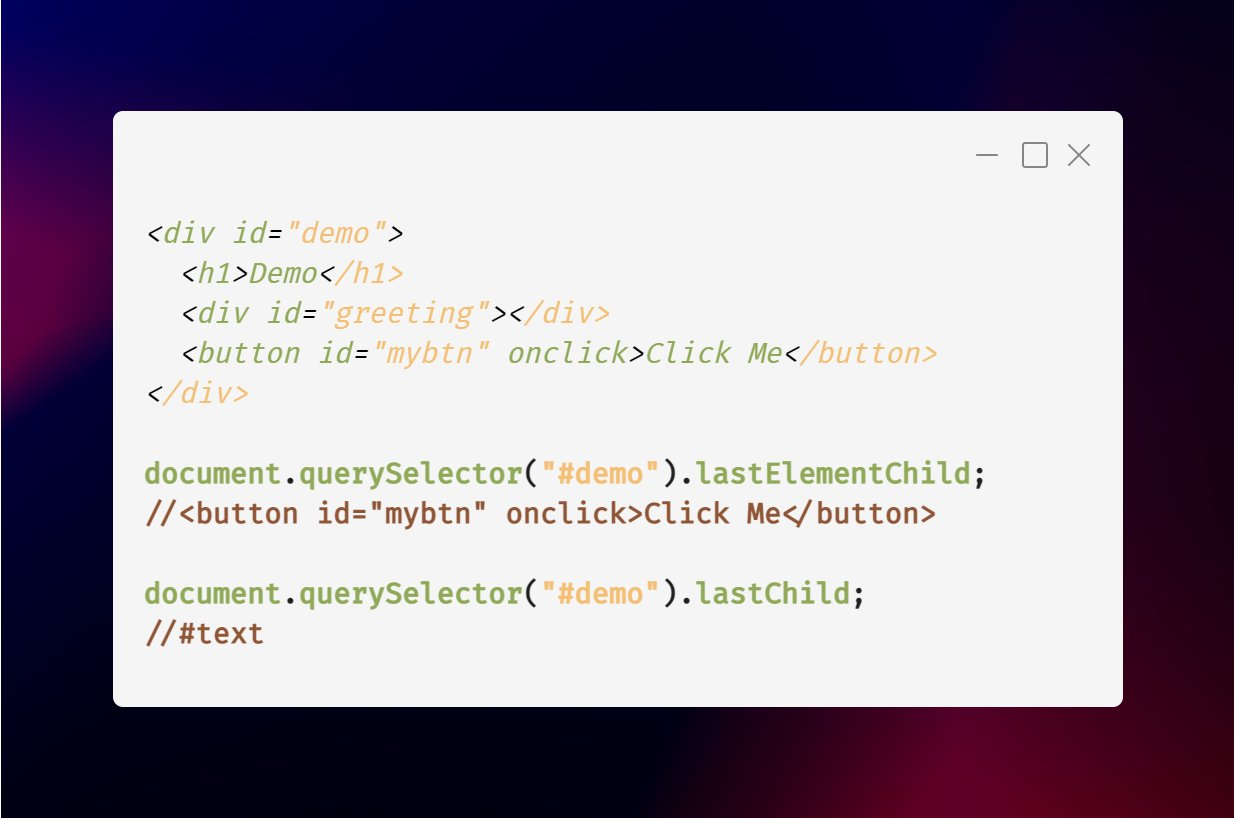 <div id="demo">
  <h1>Demo</h1>
  <div id="greeting"></div>
  <button id="mybtn" onclick>Click Me</button>
</div>

document.querySelector("#demo").lastElementChild;
//<button id="mybtn" onclick>Click Me</button>

document.querySelector("#demo").lastChild;
//#text